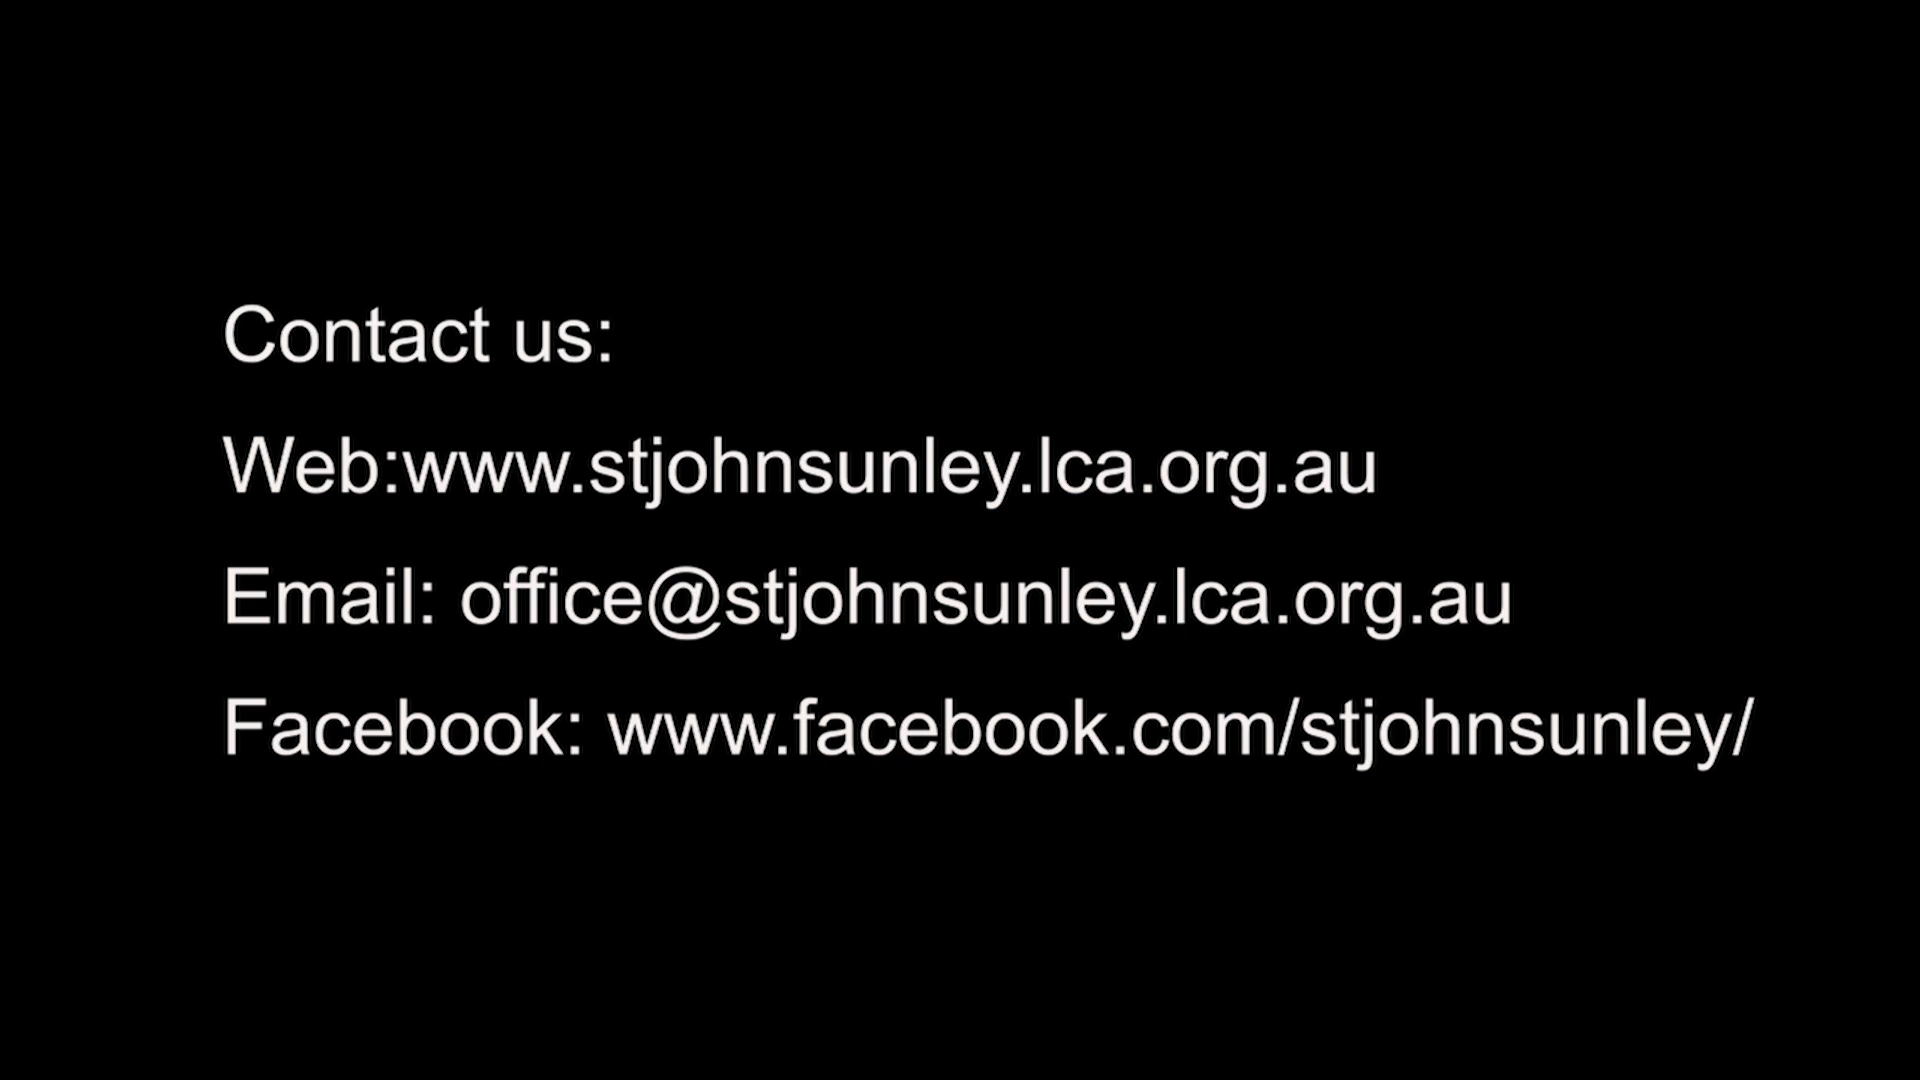 Contact us:
Web:www.stjohnsunley.lca.org.au
Email: office@stjohnsunley.lca.org.au
Facebook: www.facebook.com/stjohnsunley/